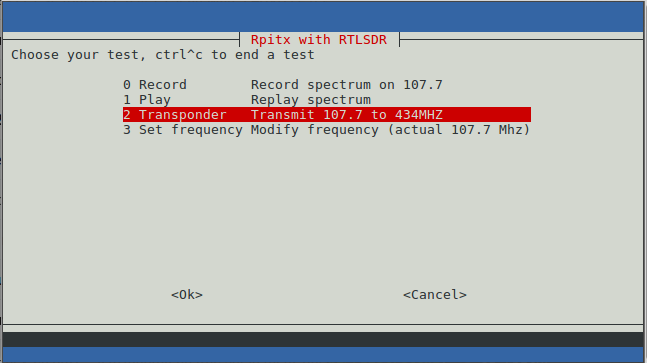 Rpitx with RTLSDR
Choose your test, ctrl^c to end a test
0 Record Record spectrum on 107.7
1 Play Replay spectrum
2 Transponder Transmit 107.7 to 434MHZ
3 Set frequency Modify frequency (actual 107.7 Mhz)
<Ok> <Cancel>